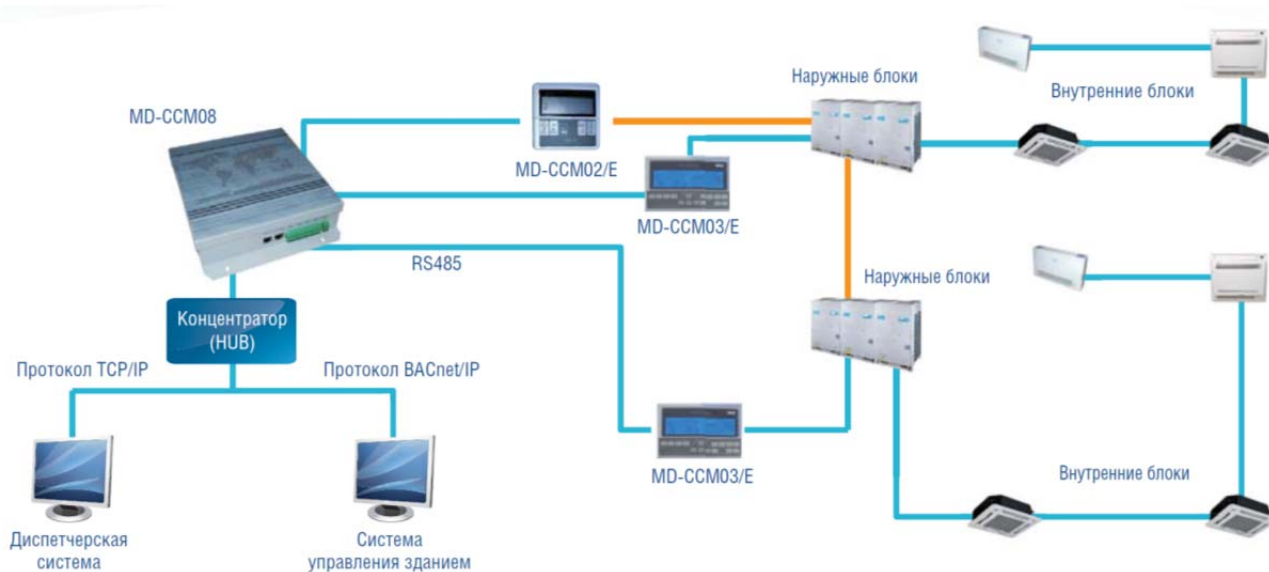 MD-CCM08
MD-CCM02/E
Наружные блоки
Внутренние блоки
MD-CCM03/E
RS485
Наружные блоки
Концентратор
(HUB)
Протокол TCP/IP
Протокол BACnet/IP
MD-CCM03/E
Внутренние блоки
Диспетчерская
система
Система
управления зданием